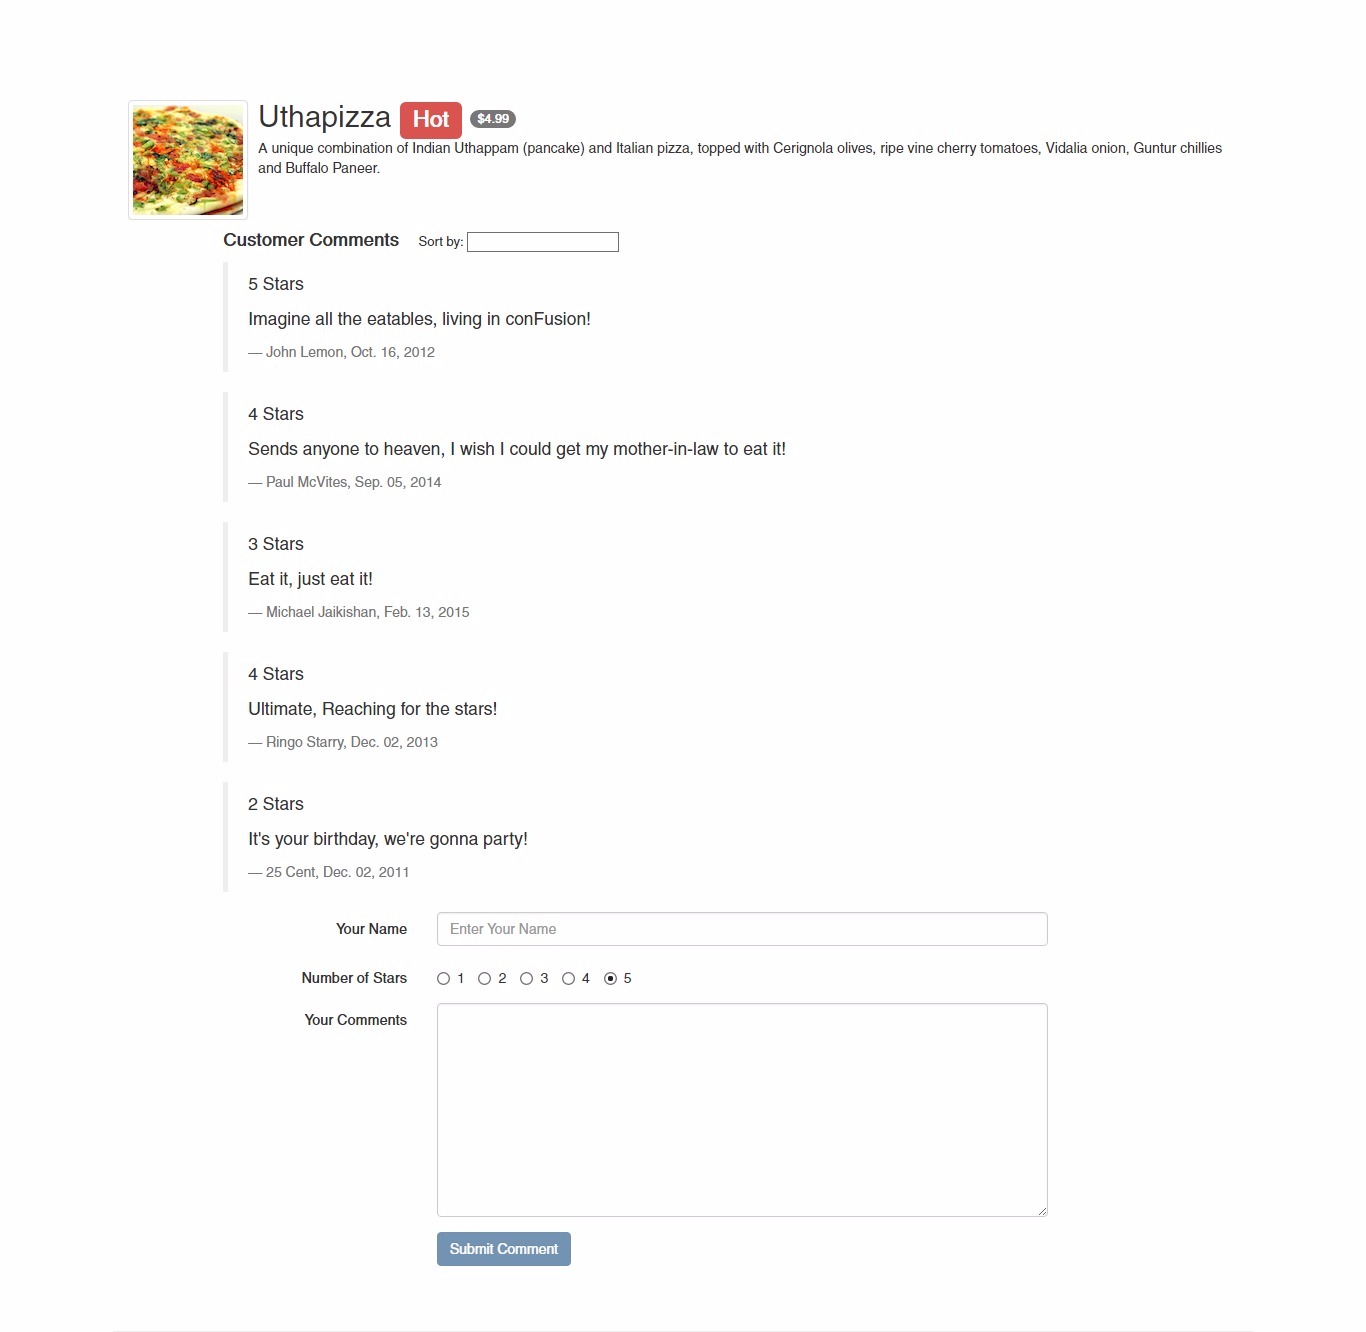 Uthapizza Hot $4.99
A unique combination of Indian Uthappam (pancake) and Italian pizza, topped with Cerignola olives, ripe vine cherry tomatoes, Vidalia onion, Guntur chillies
and Buffalo Paneer.
Customer Comments Sort by:
5 Stars
Imagine all the eatables, living in conFusion!
— John Lemon, Oct. 16, 2012
4 Stars
Sends anyone to heaven, I wish I could get my mother-in-law to eat it!
— Paul McVites, Sep. 05, 2014
3 Stars
Eat it, just eat it!
— Michael Jaikishan, Feb. 13, 2015
4 Stars
Ultimate, Reaching for the stars!
— Ringo Starry, Dec. 02, 2013
2 Stars
It's your birthday, we're gonna party!
— 25 Cent, Dec. 02, 2011
Your Name Enter Your Name
Number of Stars 1 2 3 4 5
Your Comments
Submit Comment